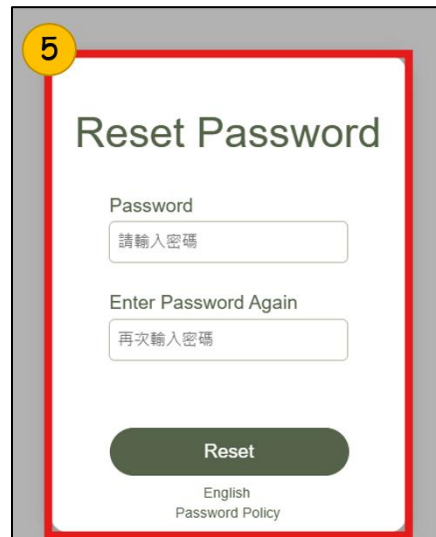 5
Reset Password
Password
請輸入密碼
Enter Password Again
再次輸入密碼
Reset
English
Password Policy